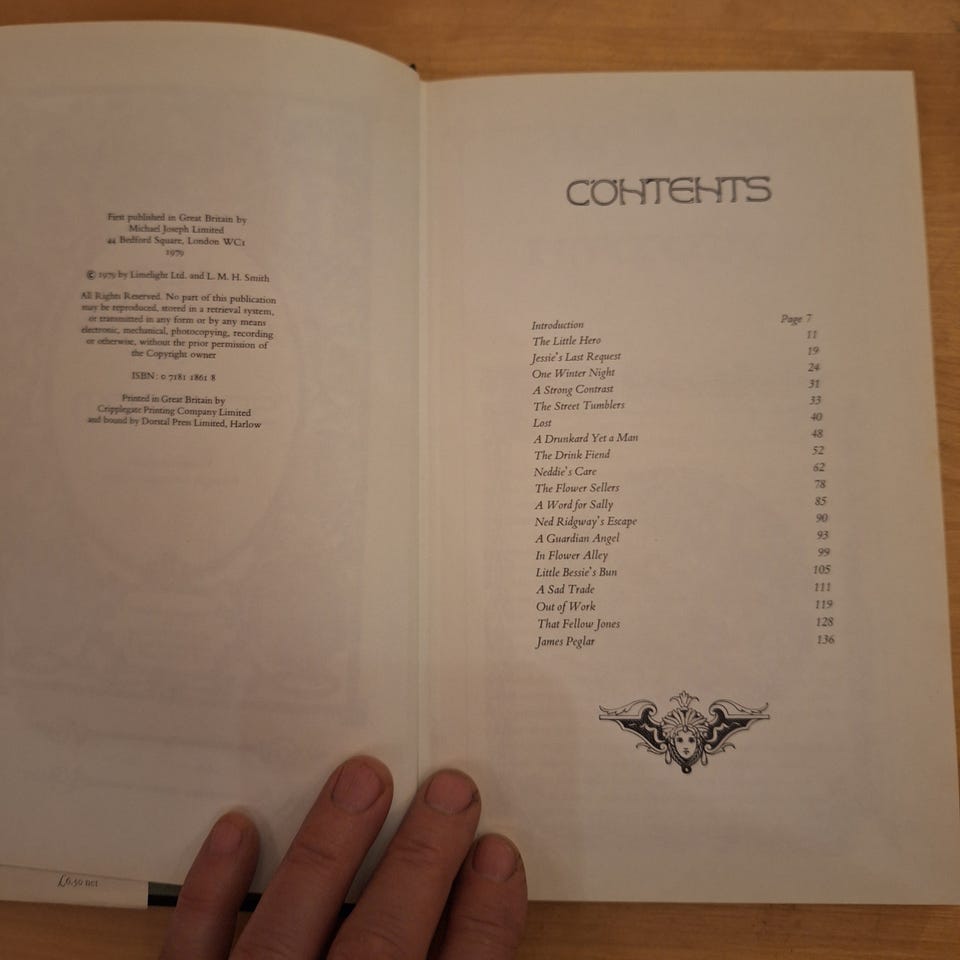 First published in Great Britain by
Michael Joseph Limited
44 Bedford Square, London WC1
1979
© 1979 by Limelight Ltd. and L. M. H. Smith
All Rights Reserved. No part of this publication
may be reproduced, stored in a retrieval system,
or transmitted in any form or by any means
electronic, mechanical, photocopying, recording
or otherwise, without the prior permission of
the Copyright owner
ISBN: 0 7181 1861 8
Printed in Great Britain by
Cripplegate Printing Company Limited
and bound by Dorstal Press Limited, Harlow
£6.50 net
CONTENTS
Introduction Page 7
The Little Hero 11
Jessie's Last Request 19
One Winter Night 24
A Strong Contrast 31
The Street Tumblers 33
Lost 40
A Drunkard Yet a Man 48
The Drink Fiend 52
Neddie's Care 62
The Flower Sellers 78
A Word for Sally 85
Ned Ridgway's Escape 90
A Guardian Angel 93
In Flower Alley 99
Little Bessie's Bun 105
A Sad Trade 111
Out of Work 119
That Fellow Jones 128
James Peglar 136